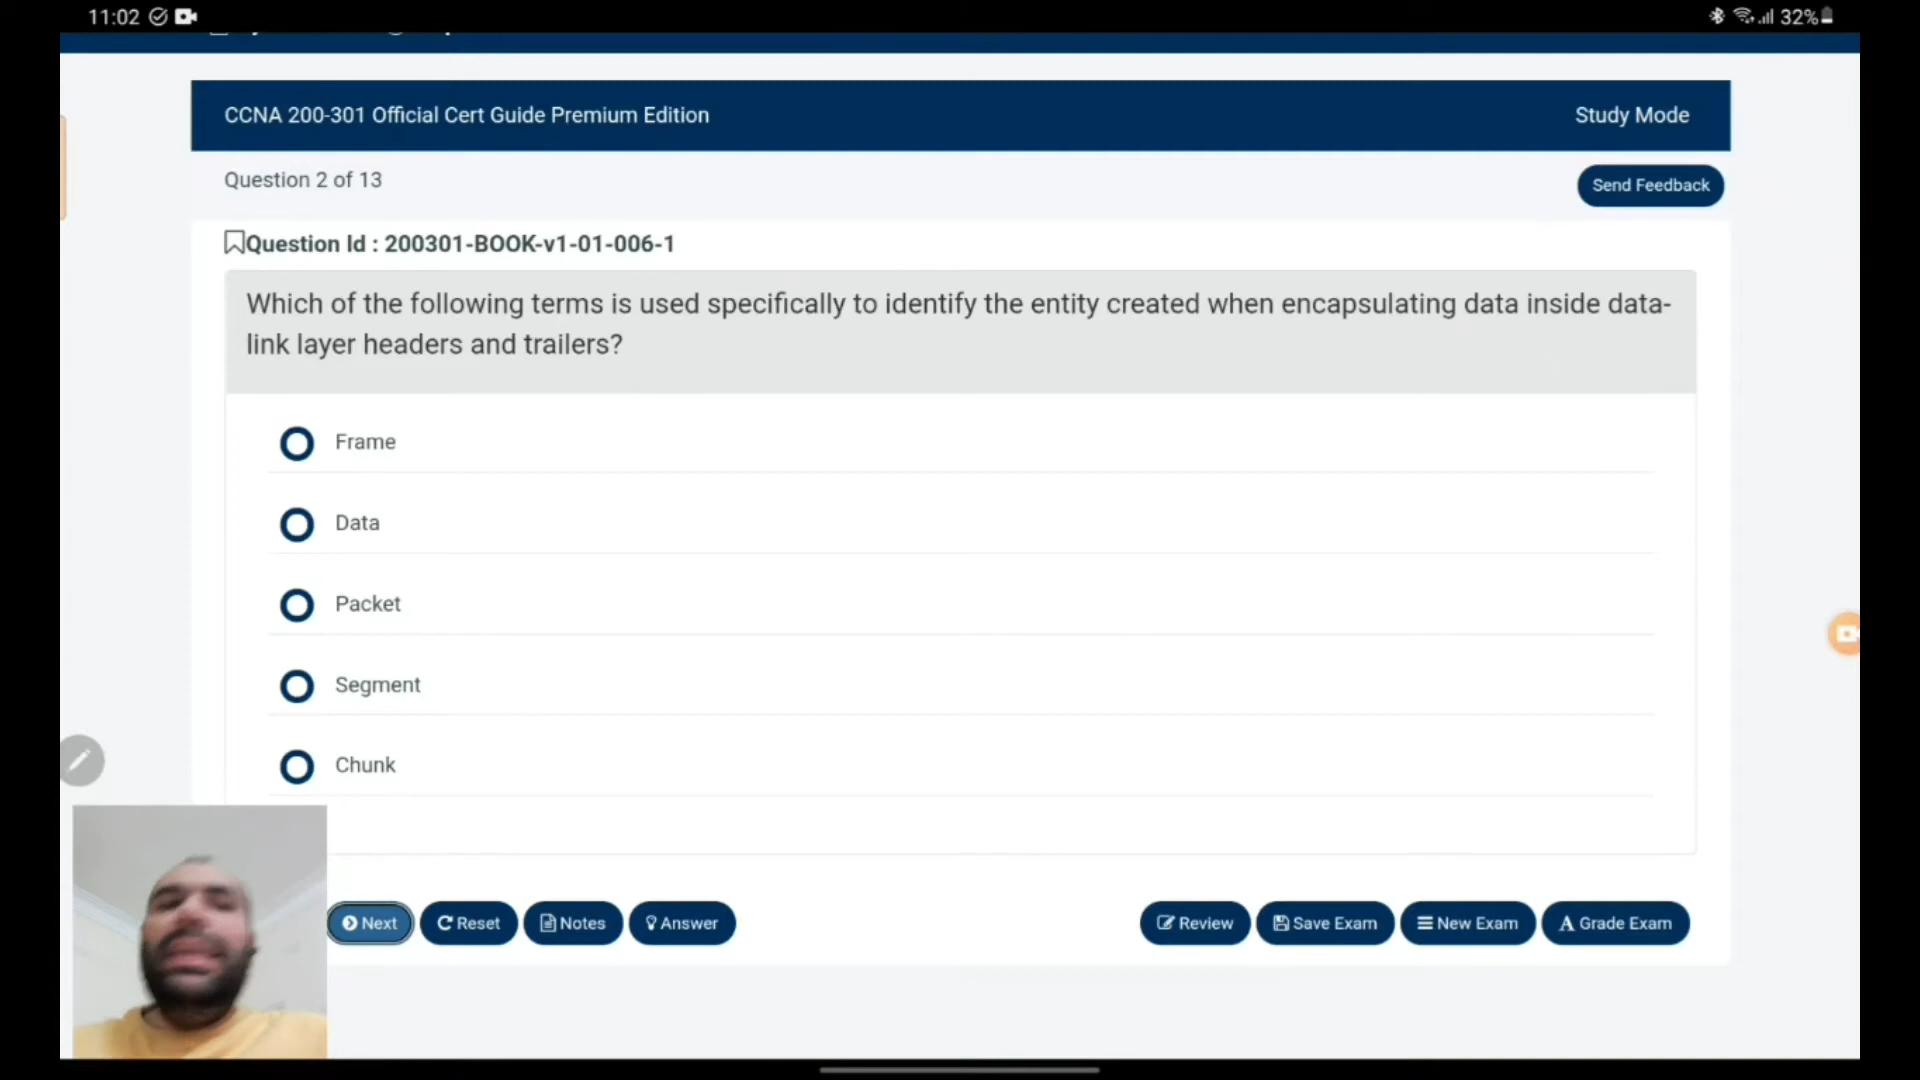 11:02
32%
CCNA 200-301 Official Cert Guide Premium Edition
Study Mode
Question 2 of 13
Send Feedback
Question Id : 200301-BOOK-v1-01-006-1
Which of the following terms is used specifically to identify the entity created when encapsulating data inside data-
link layer headers and trailers?
Frame
Data
Packet
Segment
Chunk
Next
Reset
Notes
Answer
Review
Save Exam
New Exam
A Grade Exam